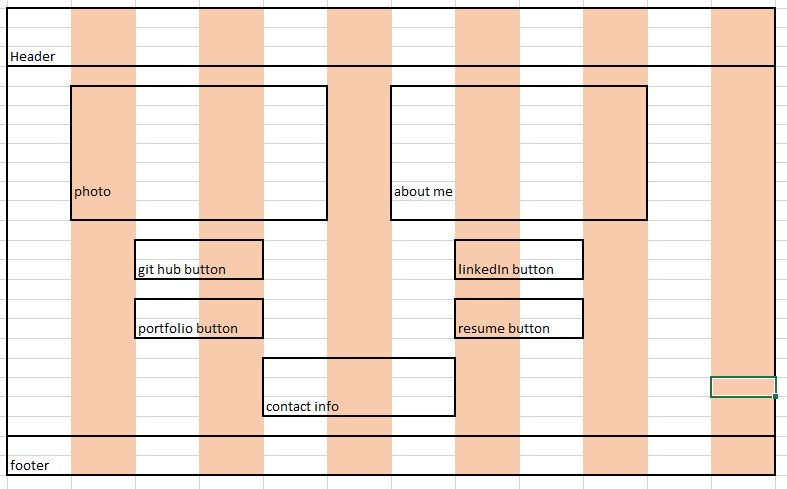 Header
photo
about me
git hub button
linkedIn button
portfolio button
resume button
contact info
footer